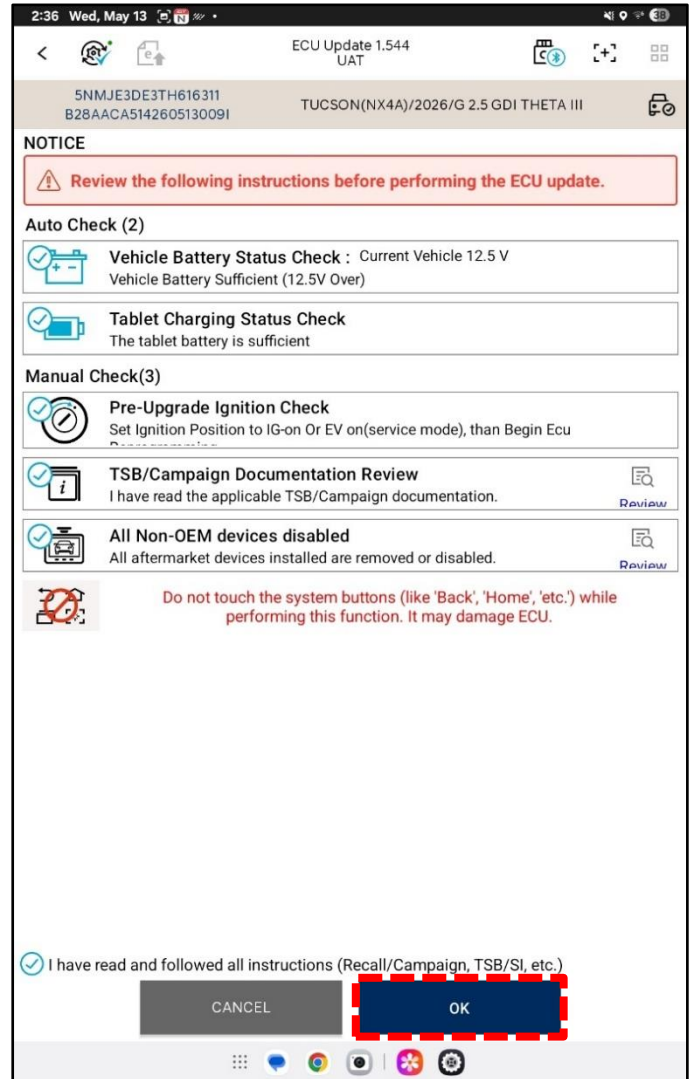 2:36 Wed, May 13
38
ECU Update 1.544
UAT
5NMJE3DE3TH616311
B28AACA514260513009I
TUCSON(NX4A)/2026/G 2.5 GDI THETA III
NOTICE
Review the following instructions before performing the ECU update.
Auto Check (2)
Vehicle Battery Status Check : Current Vehicle 12.5 V
Vehicle Battery Sufficient (12.5V Over)
Tablet Charging Status Check
The tablet battery is sufficient
Manual Check(3)
Pre-Upgrade Ignition Check
Set Ignition Position to IG-on Or EV on(service mode), than Begin Ecu
TSB/Campaign Documentation Review
I have read the applicable TSB/Campaign documentation.
Review
All Non-OEM devices disabled
All aftermarket devices installed are removed or disabled.
Review
Do not touch the system buttons (like 'Back', 'Home', 'etc.') while
performing this function. It may damage ECU.
I have read and followed all instructions (Recall/Campaign, TSB/SI, etc.)
CANCEL
OK